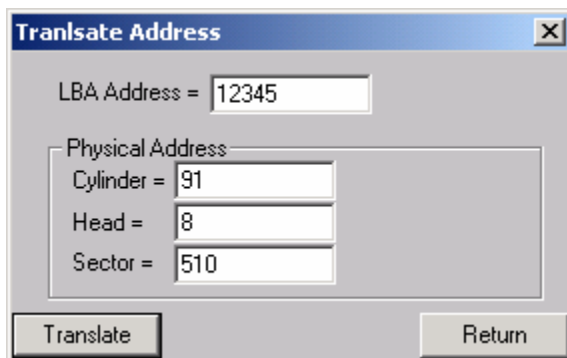 Tranlsate Address
LBA Address = 12345
Physical Address
Cylinder = 91
Head = 8
Sector = 510
Translate Return